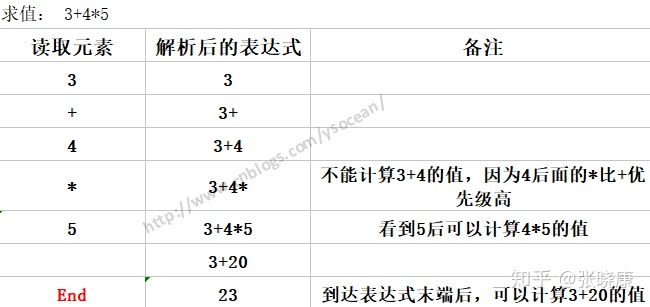 求值： 3+4*5
读取元素 解析后的表达式 备注
3 3
+ 3+
4 3+4
* 3+4* 不能计算3+4的值，因为4后面的*比+优
先级高
5 3+4*5 看到5后可以计算4*5的值
3+20
End 23 到达表达式末端后，可以计算3+20的值
http://www.cnblogs.com/ysocean/
知乎 @张晓康